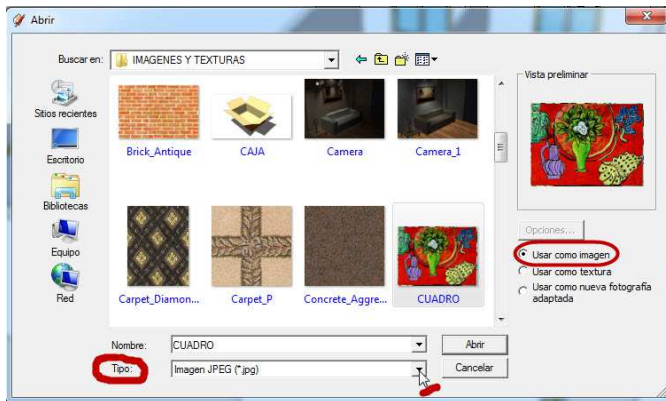 Abrir
Buscar en: IMAGENES Y TEXTURAS
Vista preliminar
Sitios recientes
Escritorio
Bibliotecas
Equipo
Red
Brick_Antique CAJA Camera Camera_1
Carpet_Diamon... Carpet_P Concrete_Aggre... CUADRO
Opciones...
Usar como imagen
Usar como textura
Usar como nueva fotografía
adaptada
Nombre: CUADRO Abrir
Tipo: Imagen JPEG (*.jpg) Cancelar